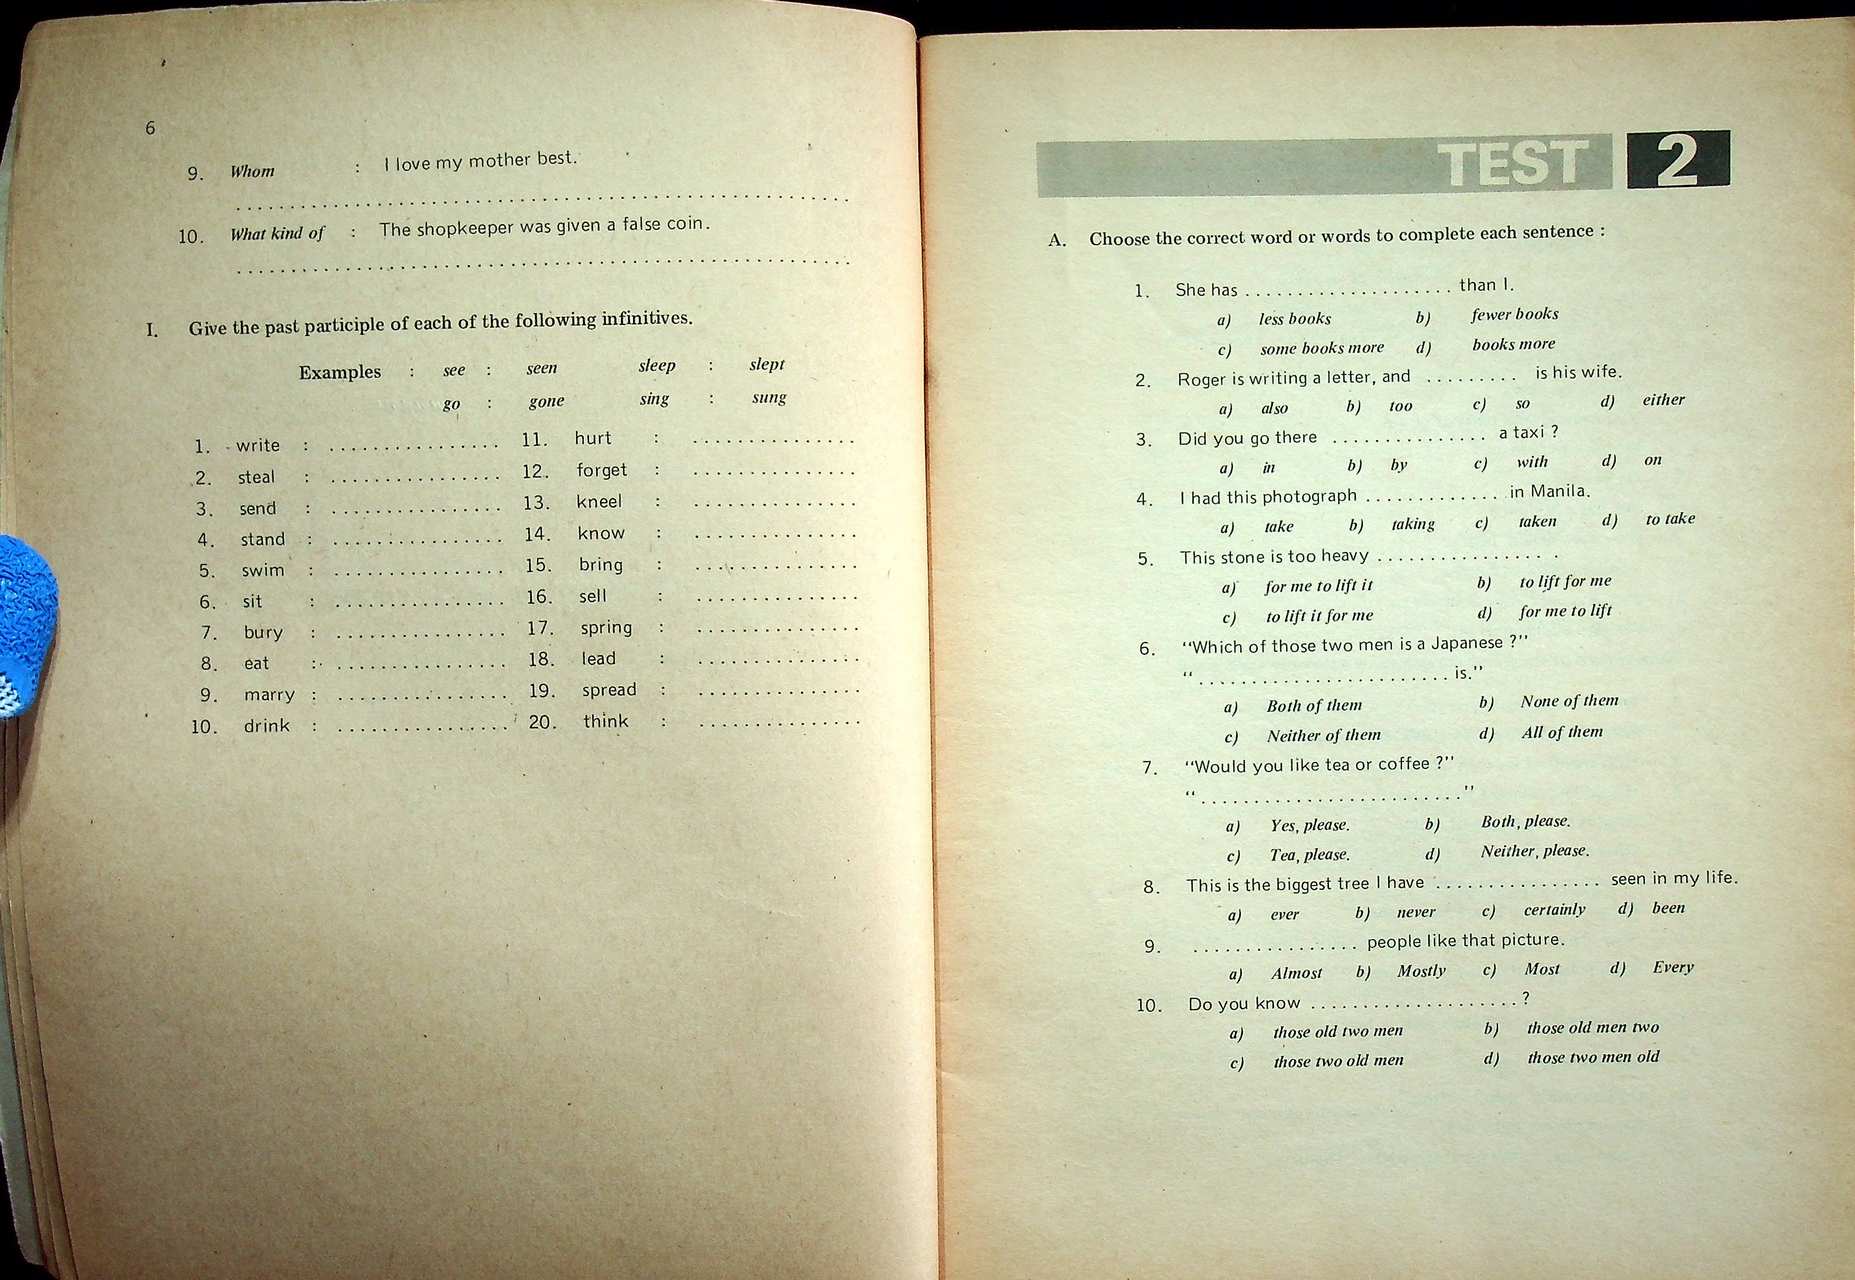 6
9. Whom : I love my mother best.
. . . . . . . . . . . . . . . . . . . . . . . . . . . . . . . . . . . . . . . .
10. What kind of : The shopkeeper was given a false coin.
. . . . . . . . . . . . . . . . . . . . . . . . . . . . . . . . . . . . . . . .
I. Give the past participle of each of the following infinitives.
Examples : see : seen sleep : slept
go : gone sing : sung
1. write : . . . . . . . . . . . . . . . . 11. hurt : . . . . . . . . . . . . . . .
2. steal : . . . . . . . . . . . . . . . . 12. forget : . . . . . . . . . . . . . . .
3. send : . . . . . . . . . . . . . . . . 13. kneel : . . . . . . . . . . . . . . .
4. stand : . . . . . . . . . . . . . . . . 14. know : . . . . . . . . . . . . . . .
5. swim : . . . . . . . . . . . . . . . . 15. bring : . . . . . . . . . . . . . . .
6. sit : . . . . . . . . . . . . . . . . 16. sell : . . . . . . . . . . . . . . .
7. bury : . . . . . . . . . . . . . . . . 17. spring : . . . . . . . . . . . . . . .
8. eat : . . . . . . . . . . . . . . . . 18. lead : . . . . . . . . . . . . . . .
9. marry : . . . . . . . . . . . . . . . . 19. spread : . . . . . . . . . . . . . . .
10. drink : . . . . . . . . . . . . . . . . 20. think : . . . . . . . . . . . . . . .
TEST 2
A. Choose the correct word or words to complete each sentence :
1. She has . . . . . . . . . . . . . . . . . . . . than I.
a) less books b) fewer books
c) some books more d) books more
2. Roger is writing a letter, and . . . . . . . . . is his wife.
a) also b) too c) so d) either
3. Did you go there . . . . . . . . . . . . . . . a taxi ?
a) in b) by c) with d) on
4. I had this photograph . . . . . . . . . . . . . in Manila.
a) take b) taking c) taken d) to take
5. This stone is too heavy . . . . . . . . . . . . . . . . .
a) for me to lift it b) to lift for me
c) to lift it for me d) for me to lift
6. "Which of those two men is a Japanese ?"
" . . . . . . . . . . . . . . . . . . . . . . . . is."
a) Both of them b) None of them
c) Neither of them d) All of them
7. "Would you like tea or coffee ?"
" . . . . . . . . . . . . . . . . . . . . . . . . ."
a) Yes, please. b) Both, please.
c) Tea, please. d) Neither, please.
8. This is the biggest tree I have . . . . . . . . . . . . . . . . seen in my life.
a) ever b) never c) certainly d) been
9. . . . . . . . . . . . . . . . . people like that picture.
a) Almost b) Mostly c) Most d) Every
10. Do you know . . . . . . . . . . . . . . . . . . . . ?
a) those old two men b) those old men two
c) those two old men d) those two men old